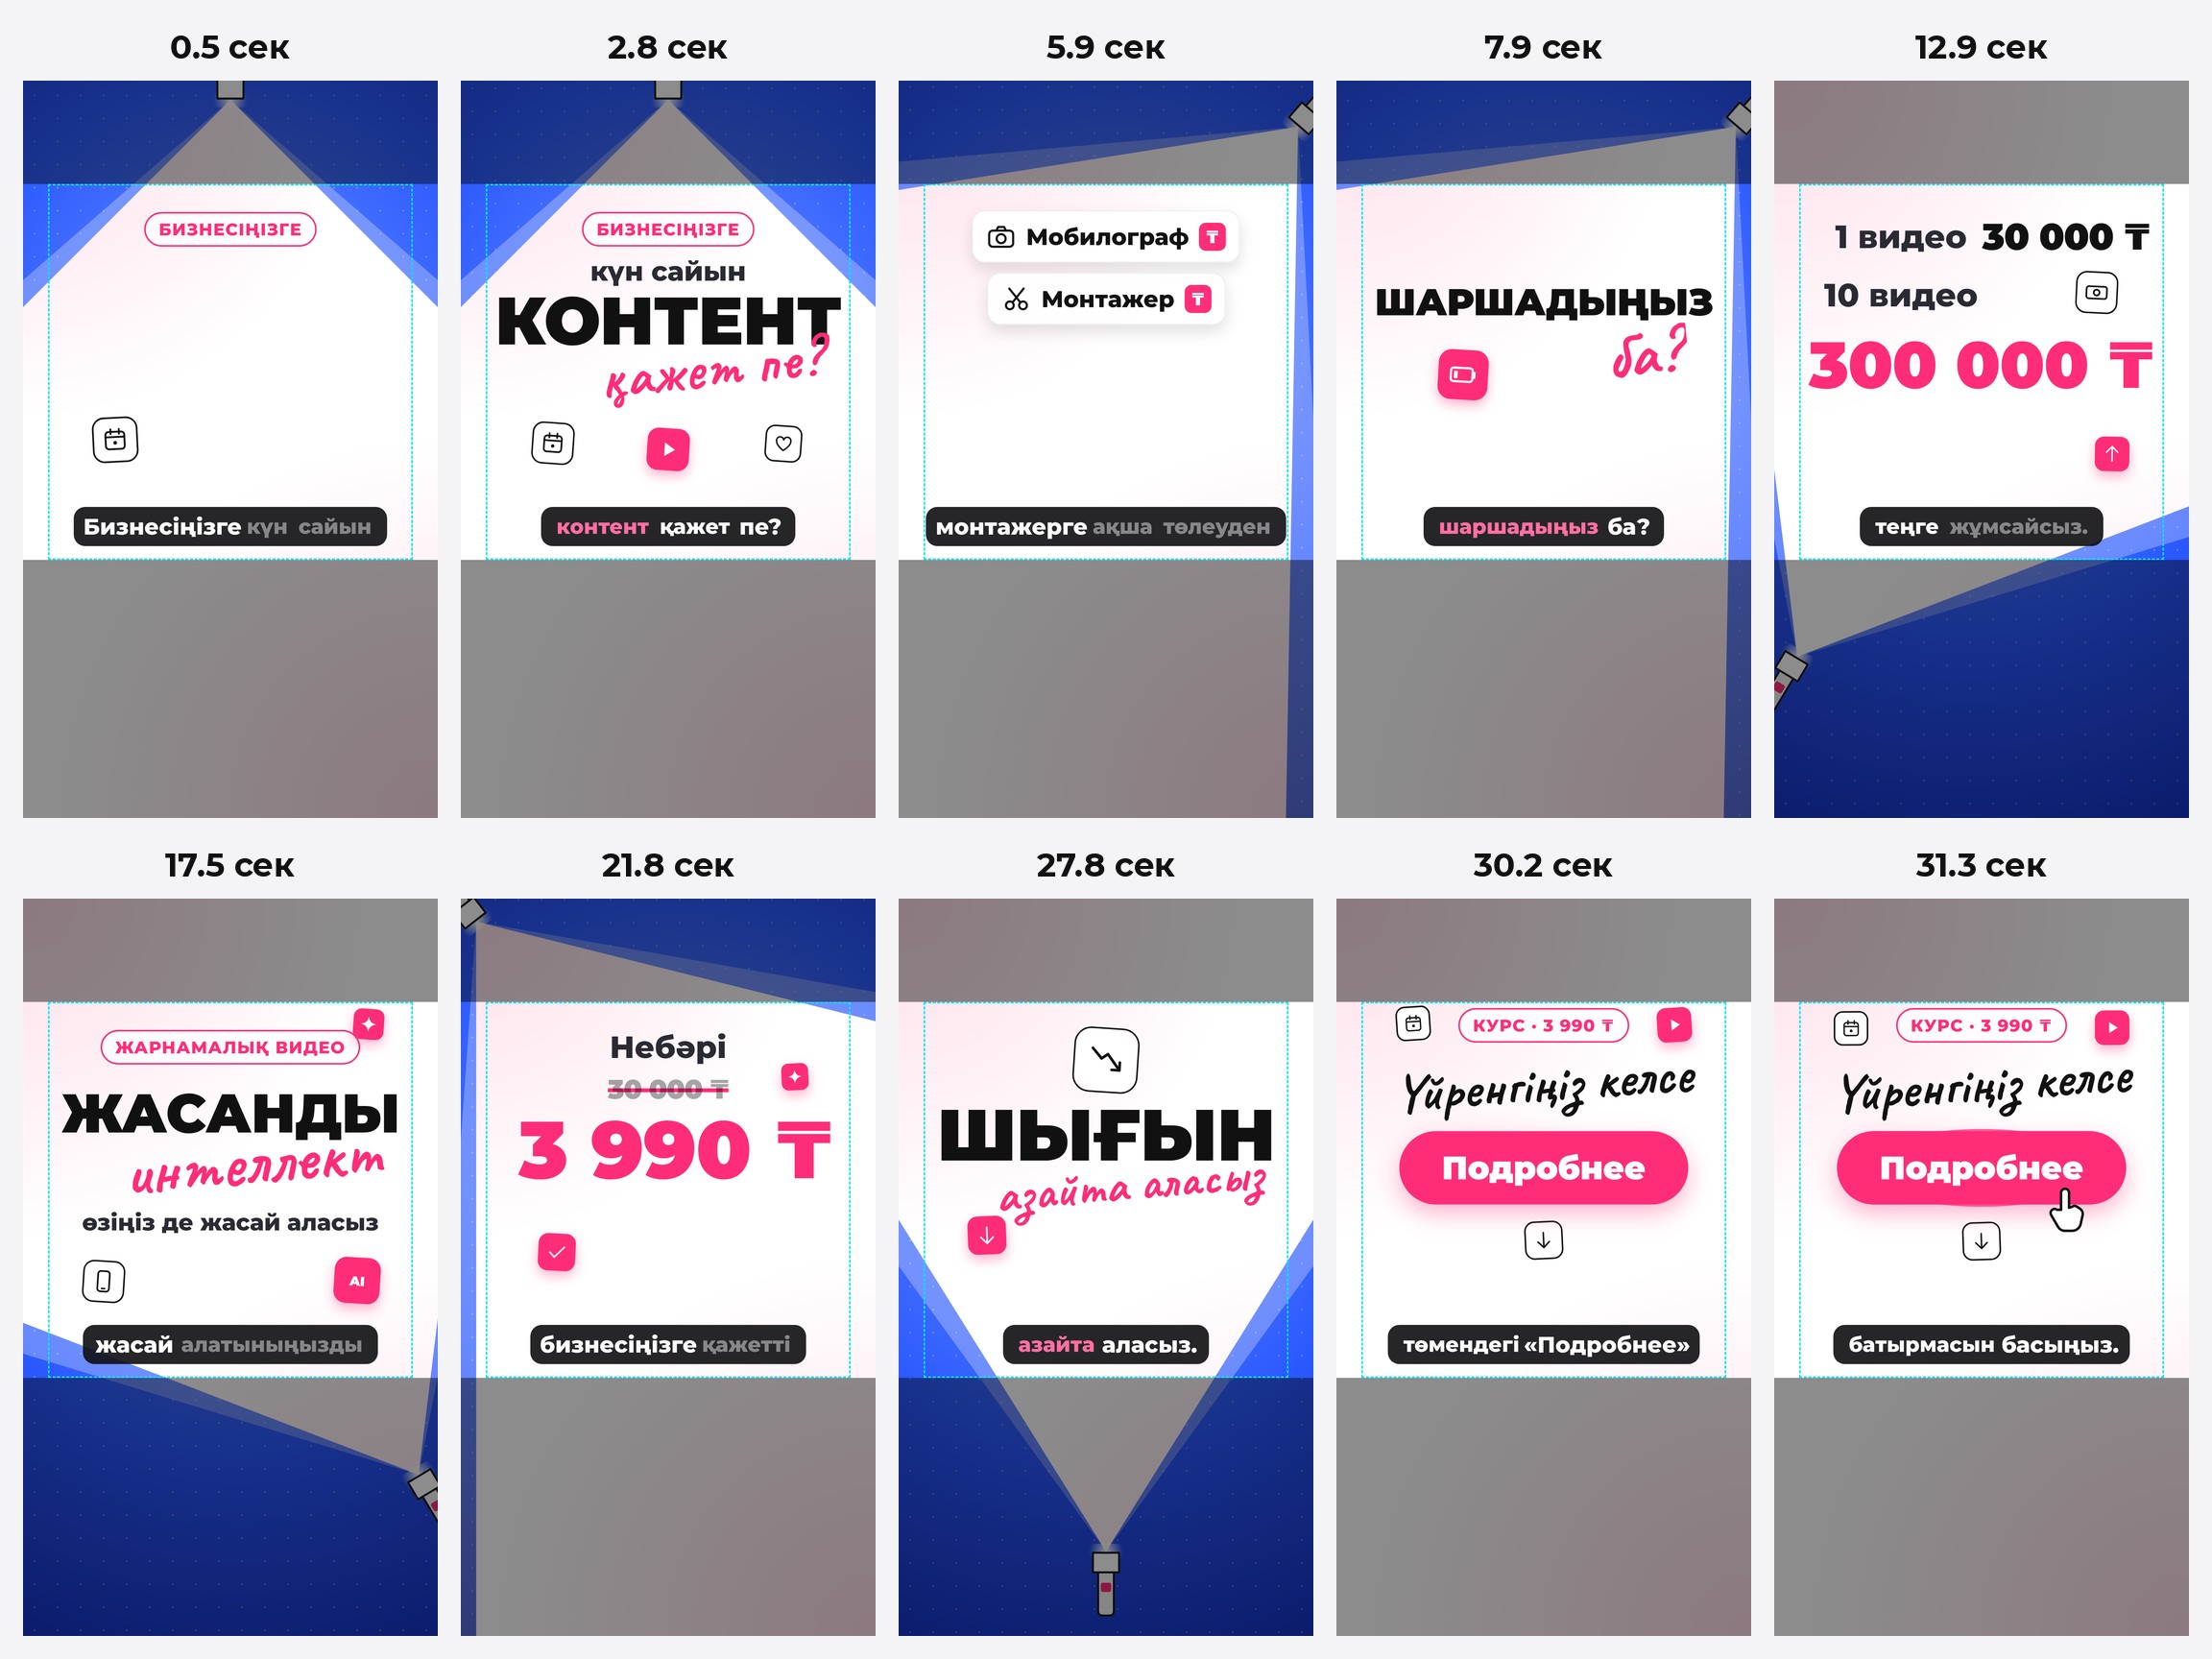 0.5 сек
БИЗНЕСІҢІЗГЕ
Бизнесіңізге күн сайын
2.8 сек
БИЗНЕСІҢІЗГЕ
күн сайын
КОНТЕНТ
қажет пе?
контент қажет пе?
5.9 сек
Мобилограф ₸
Монтажер ₸
монтажерге ақша төлеуден
7.9 сек
ШАРШАДЫҢЫЗ
ба?
шаршадыңыз ба?
12.9 сек
1 видео 30 000 ₸
10 видео
300 000 ₸
теңге жұмсайсыз.
17.5 сек
ЖАРНАМАЛЫҚ ВИДЕО
ЖАСАНДЫ
интеллект
өзіңіз де жасай аласыз
AI
жасай алатыныңызды
21.8 сек
Небәрі
30 000 ₸
3 990 ₸
бизнесіңізге қажетті
27.8 сек
ШЫҒЫН
азайта аласыз
азайта аласыз.
30.2 сек
КУРС · 3 990 ₸
Үйренгіңіз келсе
Подробнее
төмендегі «Подробнее»
31.3 сек
КУРС · 3 990 ₸
Үйренгіңіз келсе
Подробнее
батырмасын басыңыз.